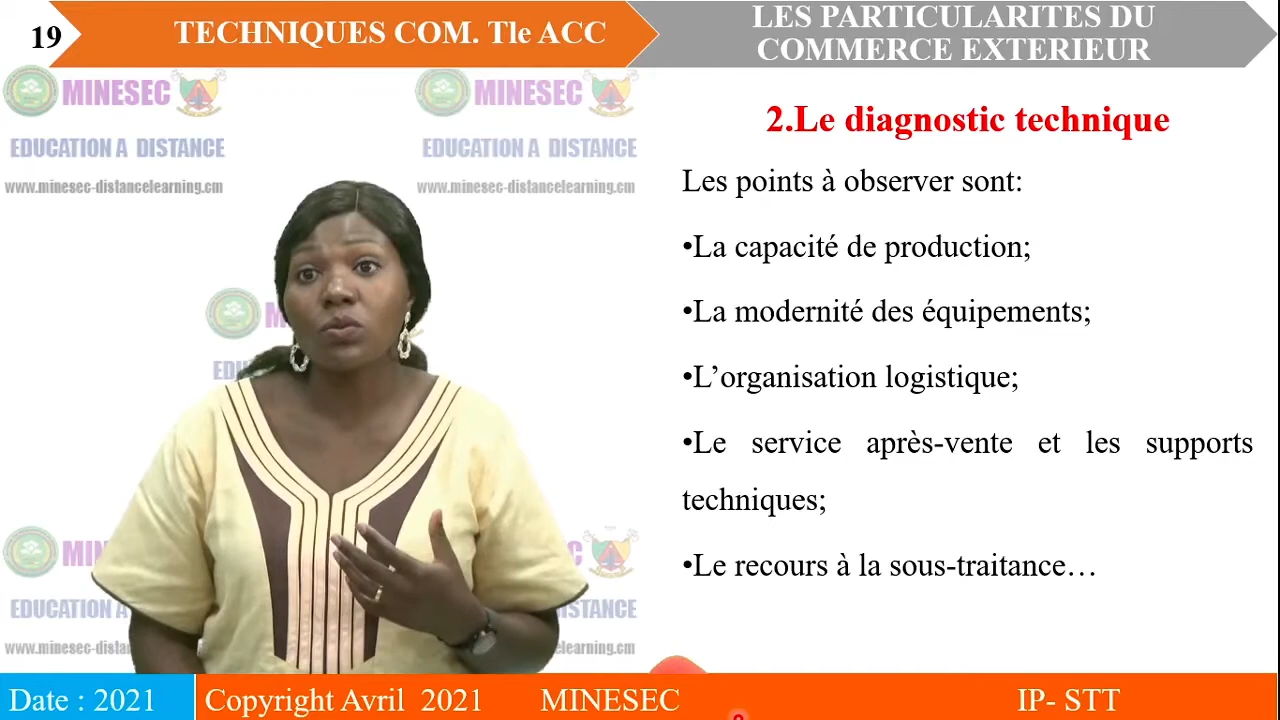 19
TECHNIQUES COM. Tle ACC
LES PARTICULARITES DU
COMMERCE EXTERIEUR
MINESEC
EDUCATION A DISTANCE
www.minesec-distancelearning.cm
MINESEC
EDUCATION A DISTANCE
www.minesec-distancelearning.cm
2.Le diagnostic technique
Les points à observer sont:
•La capacité de production;
•La modernité des équipements;
•L’organisation logistique;
•Le service après-vente et les supports
techniques;
•Le recours à la sous-traitance…
EDUCATION A
Date : 2021
Copyright Avril 2021
MINESEC
IP- STT